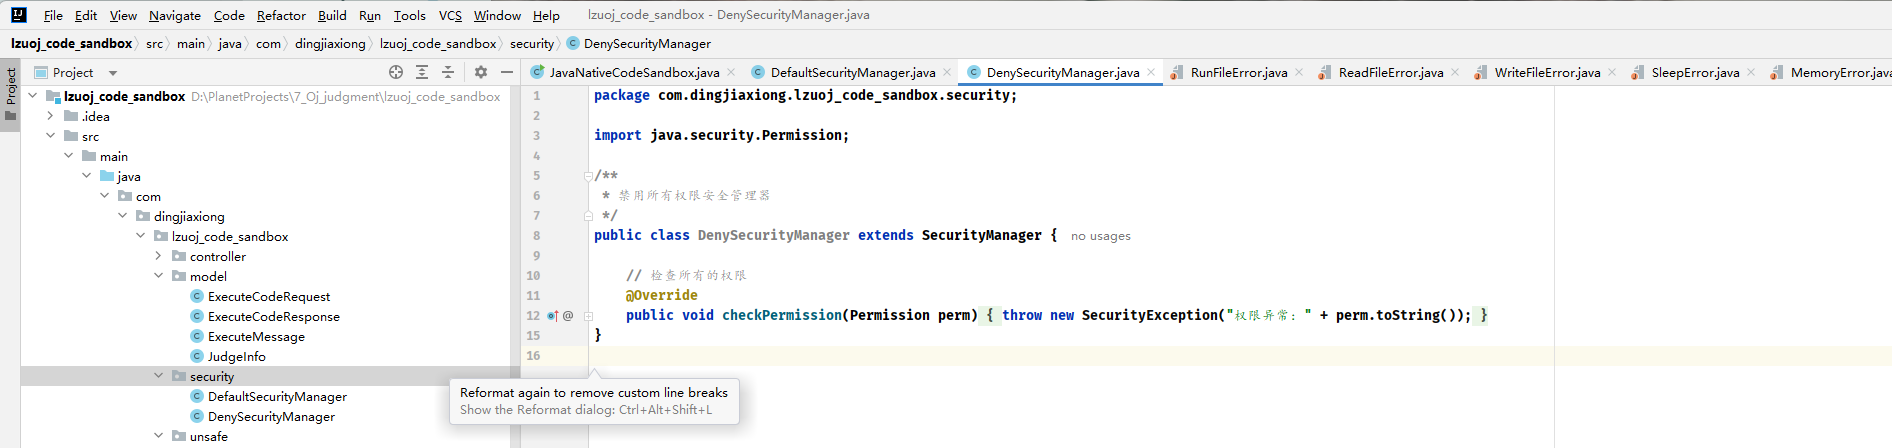 File Edit View Navigate Code Refactor Build Run Tools VCS Window Help lzuoj_code_sandbox - DenySecurityManager.java
lzuoj_code_sandbox src main java com dingjiaxiong lzuoj_code_sandbox security DenySecurityManager
Project
Project
JavaNativeCodeSandbox.java DefaultSecurityManager.java DenySecurityManager.java RunFileError.java ReadFileError.java WriteFileError.java SleepError.java MemoryError.java
lzuoj_code_sandbox D:\PlanetProjects\7_Oj_judgment\lzuoj_code_sandbox
.idea
src
main
java
com
dingjiaxiong
lzuoj_code_sandbox
controller
model
ExecuteCodeRequest
ExecuteCodeResponse
ExecuteMessage
JudgeInfo
security
DefaultSecurityManager
DenySecurityManager
unsafe
1 package com.dingjiaxiong.lzuoj_code_sandbox.security;
2
3 import java.security.Permission;
4
5 /**
6 * 禁用所有权限安全管理器
7 */
8 public class DenySecurityManager extends SecurityManager { no usages
9
10 // 检查所有的权限
11 @Override
12 @ public void checkPermission(Permission perm) { throw new SecurityException("权限异常：" + perm.toString()); }
15 }
16
Reformat again to remove custom line breaks
Show the Reformat dialog: Ctrl+Alt+Shift+L